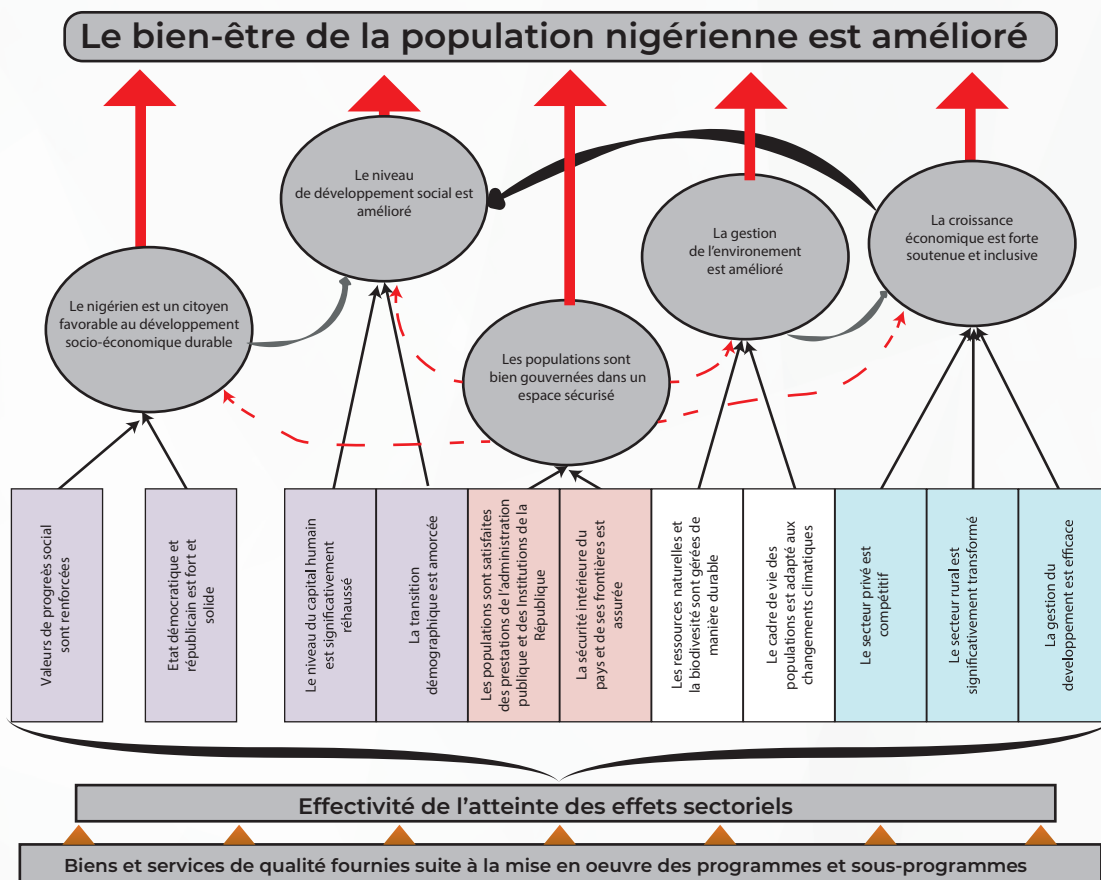 Le bien-être de la population nigérienne est amélioré
Le niveau
de développement social est
amélioré
La gestion
de l'environement
est amélioré
La croissance
économique est forte
soutenue et inclusive
Le nigérien est un citoyen
favorable au développement
socio-économique durable
Les populations sont
bien gouvernées dans un
espace sécurisé
Valeurs de progreès social
sont renforcées
Etat démocratique et
républicain est fort et
solide
Le niveau du capital humain
est significativement
réhaussé
La transition
démographique est amorcée
Les populations sont satisfaites
des prestations de l'administration
publique et des Institutions de la
République
La sécurité intérieure du
pays et de ses frontières est
assurée
Les ressources naturelles et
la biodivesité sont gérées de
manière durable
Le cadre de vie des
populations est adapté aux
changements climatiques
Le secteur privé est
compétitif
Le secteur rural est
significativement transformé
La gestion du
developpement est efficace
Effectivité de l'atteinte des effets sectoriels
Biens et services de qualité fournies suite à la mise en oeuvre des programmes et sous-programmes